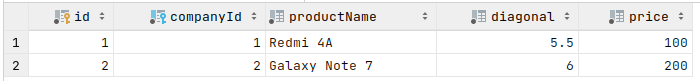 id companyId productName diagonal price
1 1 1 Redmi 4A 5.5 100
2 2 2 Galaxy Note 7 6 200